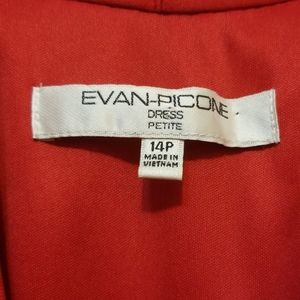 EVAN-PICONE
DRESS
PETITE
14P
MADE IN
VIETNAM